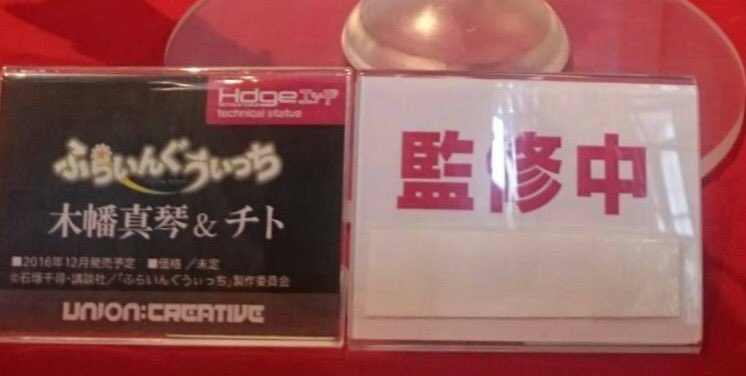 Hdge エッヂ
technical statue
ふらいんぐうぃっち
木幡真琴 & チト
■2016年12月発売予定 ■価格／未定
©石塚千尋・講談社／「ふらいんぐうぃっち」製作委員会
UNION:CREATIVE
監修中